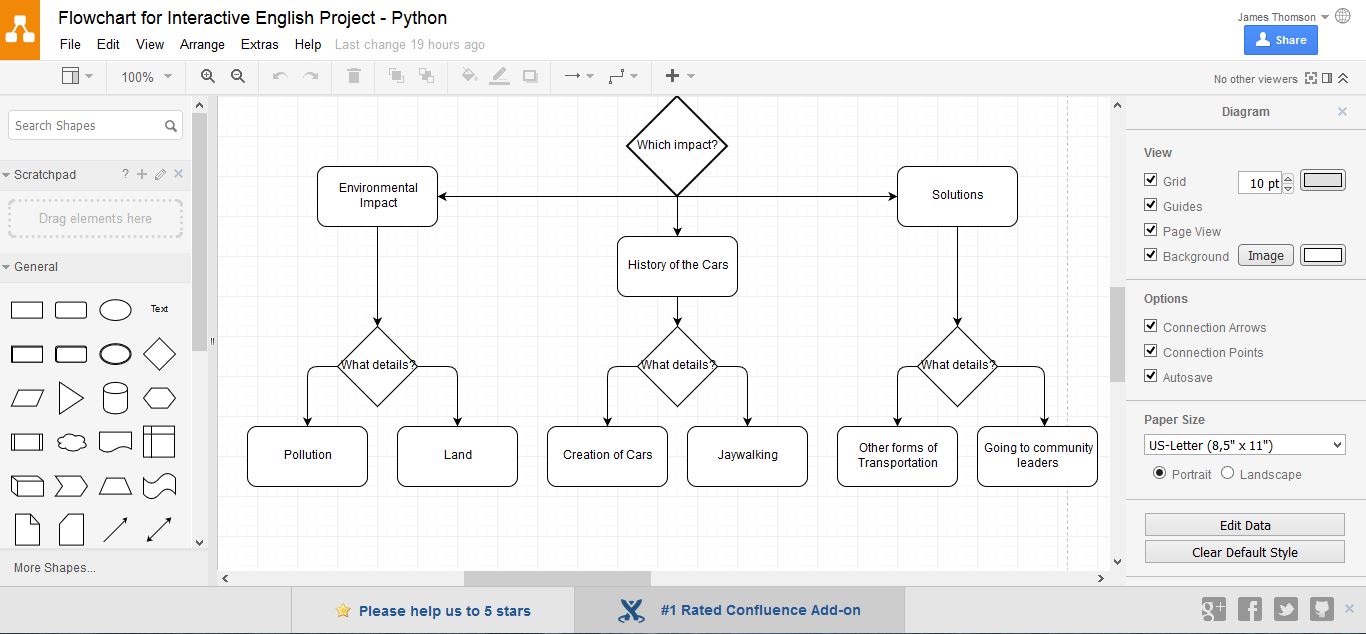 Flowchart for Interactive English Project - Python
James Thomson
File Edit View Arrange Extras Help Last change 19 hours ago
Share
100%
No other viewers
Search Shapes
Scratchpad
?
Drag elements here
General
Text
More Shapes...
Which impact?
Environmental
Impact
Solutions
History of the Cars
What details?
What details?
What details?
Pollution
Land
Creation of Cars
Jaywalking
Other forms of
Transportation
Going to community
leaders
Diagram
View
Grid
10 pt
Guides
Page View
Background
Image
Options
Connection Arrows
Connection Points
Autosave
Paper Size
US-Letter (8,5" x 11")
Portrait Landscape
Edit Data
Clear Default Style
Please help us to 5 stars
#1 Rated Confluence Add-on
g+
f